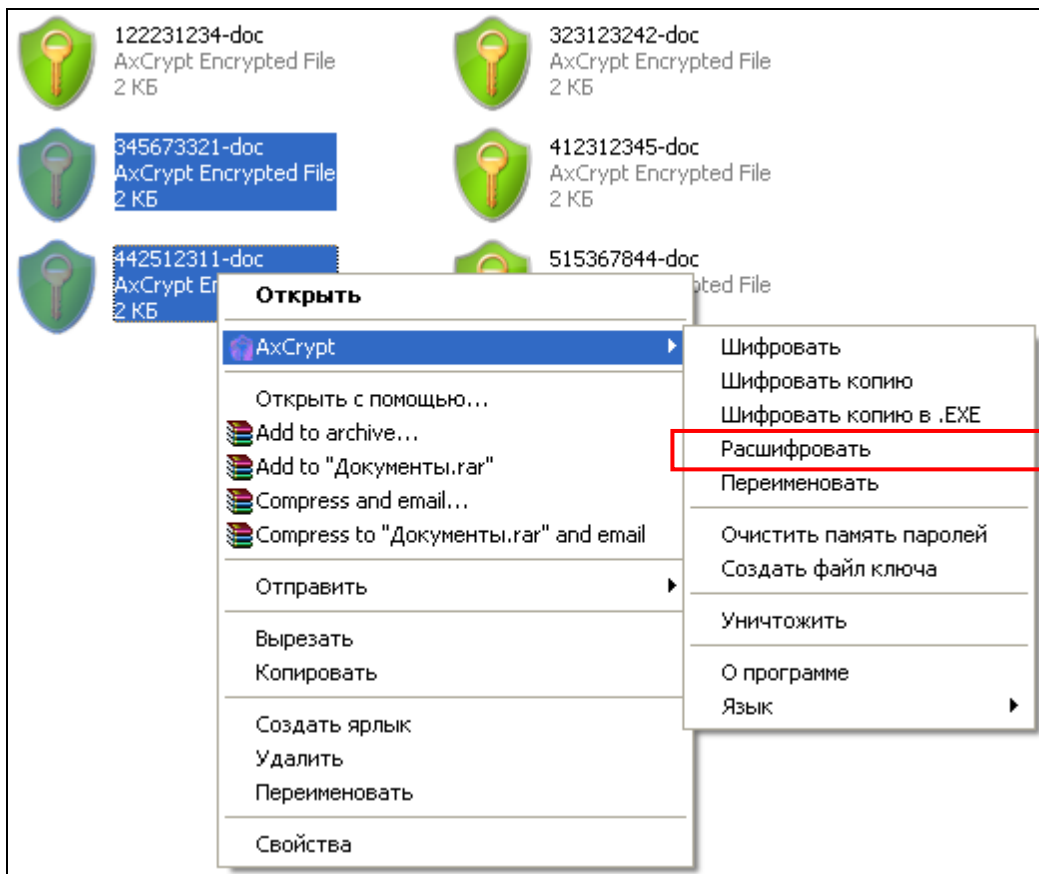 122231234-doc
AxCrypt Encrypted File
2 КБ
323123242-doc
AxCrypt Encrypted File
2 КБ
345673321-doc
AxCrypt Encrypted File
2 КБ
412312345-doc
AxCrypt Encrypted File
2 КБ
442512311-doc
AxCrypt
2 КБ
515367844-doc
File
Открыть
AxCrypt
Открыть с помощью...
Add to archive...
Add to "Документы.rar"
Compress and email...
Compress to "Документы.rar" and email
Отправить
Вырезать
Копировать
Создать ярлык
Удалить
Переименовать
Свойства
Шифровать
Шифровать копию
Шифровать копию в .EXE
Расшифровать
Переименовать
Очистить память паролей
Создать файл ключа
Уничтожить
О программе
Язык